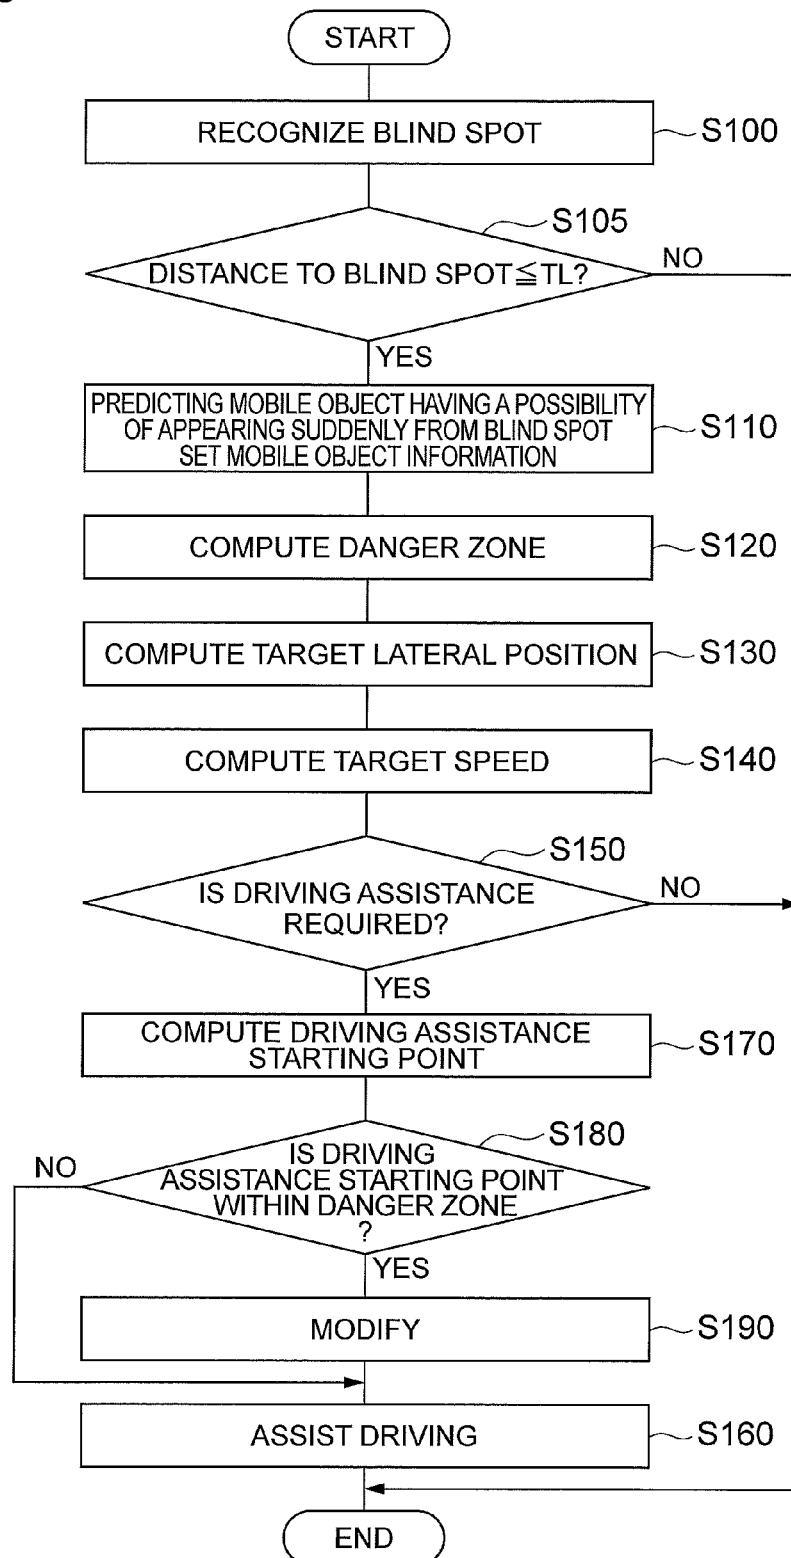 START
RECOGNIZE BLIND SPOT
S100
S105
DISTANCE TO BLIND SPOT≦TL?
NO
YES
PREDICTING MOBILE OBJECT HAVING A POSSIBILITY
OF APPEARING SUDDENLY FROM BLIND SPOT
SET MOBILE OBJECT INFORMATION
S110
COMPUTE DANGER ZONE
S120
COMPUTE TARGET LATERAL POSITION
S130
COMPUTE TARGET SPEED
S140
S150
IS DRIVING ASSISTANCE
REQUIRED?
NO
YES
COMPUTE DRIVING ASSISTANCE
STARTING POINT
S170
S180
IS DRIVING
ASSISTANCE STARTING POINT
WITHIN DANGER ZONE
?
NO
YES
MODIFY
S190
ASSIST DRIVING
S160
END